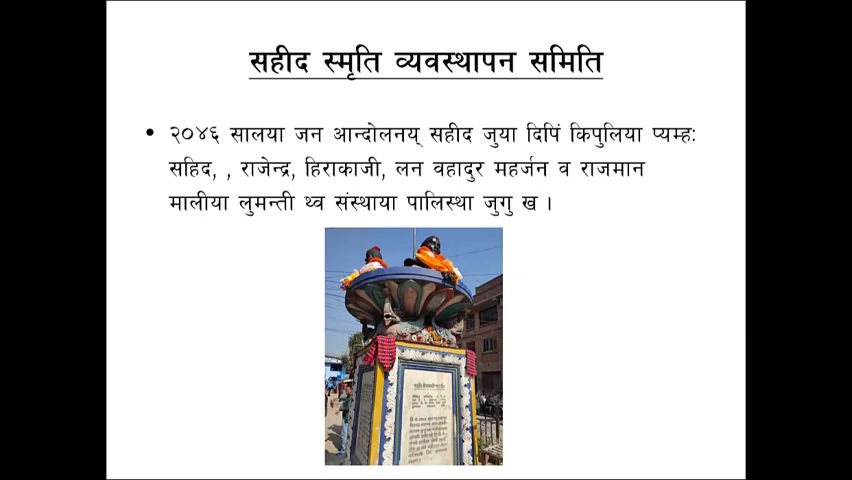 सहीद स्मृति व्यवस्थापन समिति
• २०४६ सालया जन आन्दोलनय् सहीद जुया दिपिं किपुलिया प्यम्हः
सहिद, , राजेन्द्र, हिराकाजी, लन वहादुर महर्जन व राजमान
मालीया लुमन्ती थ्व संस्थाया पालिस्था जुगु ख ।